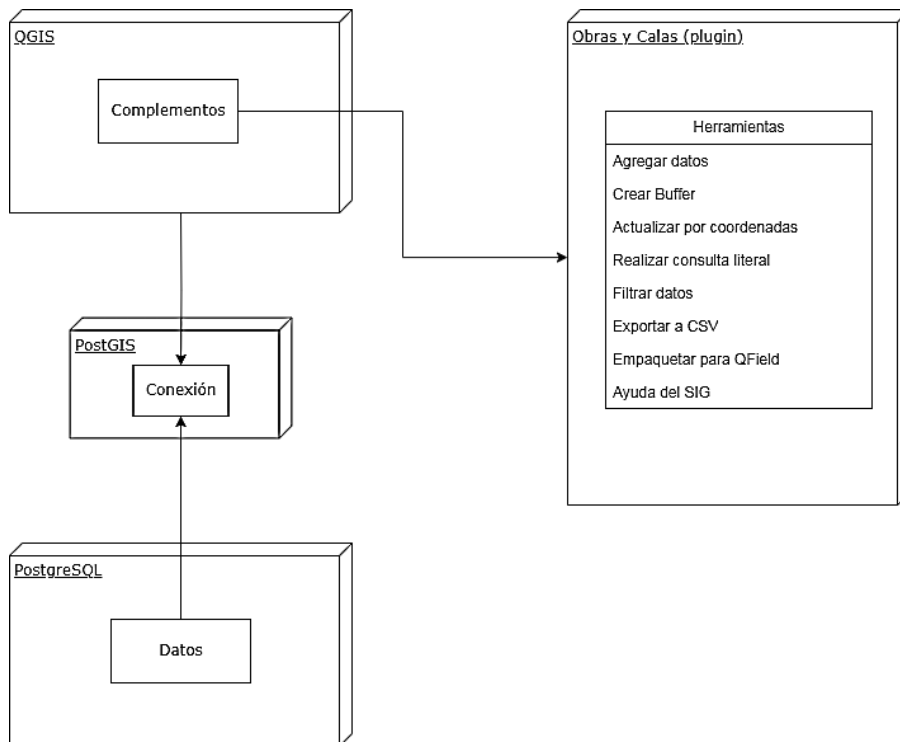 QGIS
Complementos
PostGIS
Conexión
PostgreSQL
Datos
Obras y Calas (plugin)
Herramientas
Agregar datos
Crear Buffer
Actualizar por coordenadas
Realizar consulta literal
Filtrar datos
Exportar a CSV
Empaquetar para QField
Ayuda del SIG